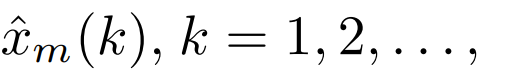 x̂ₘ(k), k = 1, 2, . . . ,